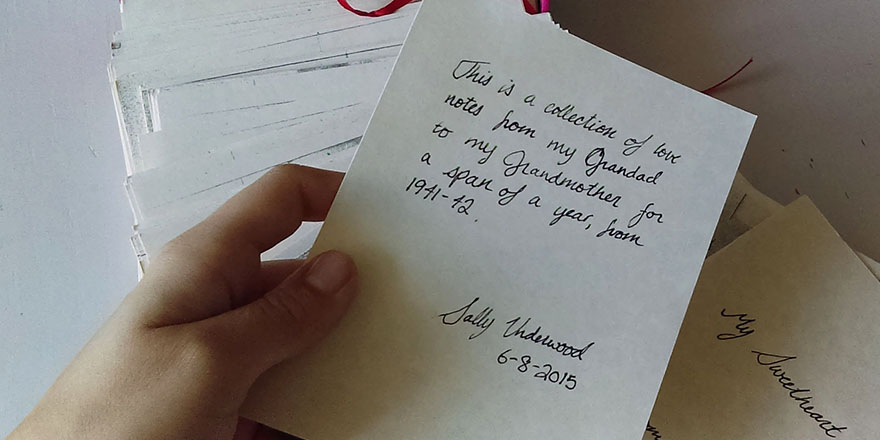 This is a collection of love
notes from my Grandad
to my Grandmother for
a span of a year, from
1941-42.
Sally Underwood
6-8-2015
My Sweetheart